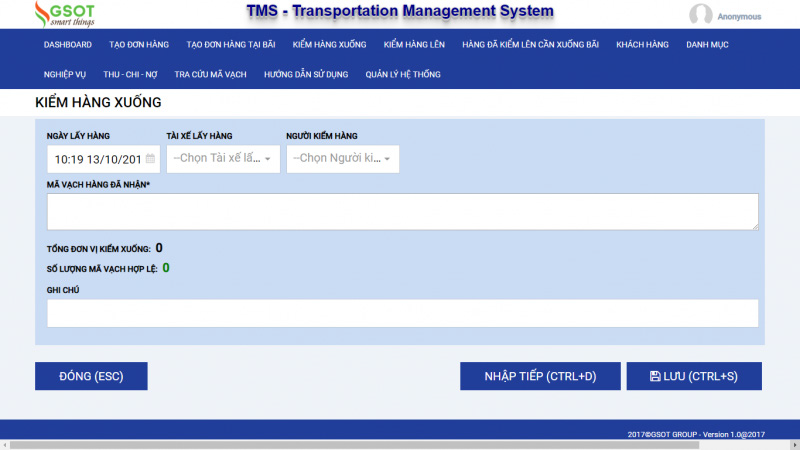 GSOT
smart things
TMS - Transportation Management System
Anonymous
DASHBOARD TẠO ĐƠN HÀNG TẠO ĐƠN HÀNG TẠI BÃI KIỂM HÀNG XUỐNG KIỂM HÀNG LÊN HÀNG ĐÃ KIỂM LÊN CẦN XUỐNG BÃI KHÁCH HÀNG DANH MỤC
NGHIỆP VỤ THU - CHI - NỢ TRA CỨU MÃ VẠCH HƯỚNG DẪN SỬ DỤNG QUẢN LÝ HỆ THỐNG
KIỂM HÀNG XUỐNG
NGÀY LẤY HÀNG TÀI XẾ LẤY HÀNG NGƯỜI KIỂM HÀNG
10:19 13/10/201 --Chọn Tài xế lấ... --Chọn Người ki...
MÃ VẠCH HÀNG ĐÃ NHẬN*
TỔNG ĐƠN VỊ KIỂM XUỐNG: 0
SỐ LƯỢNG MÃ VẠCH HỢP LỆ: 0
GHI CHÚ
ĐÓNG (ESC) NHẬP TIẾP (CTRL+D) LƯU (CTRL+S)
2017©GSOT GROUP - Version 1.0@2017